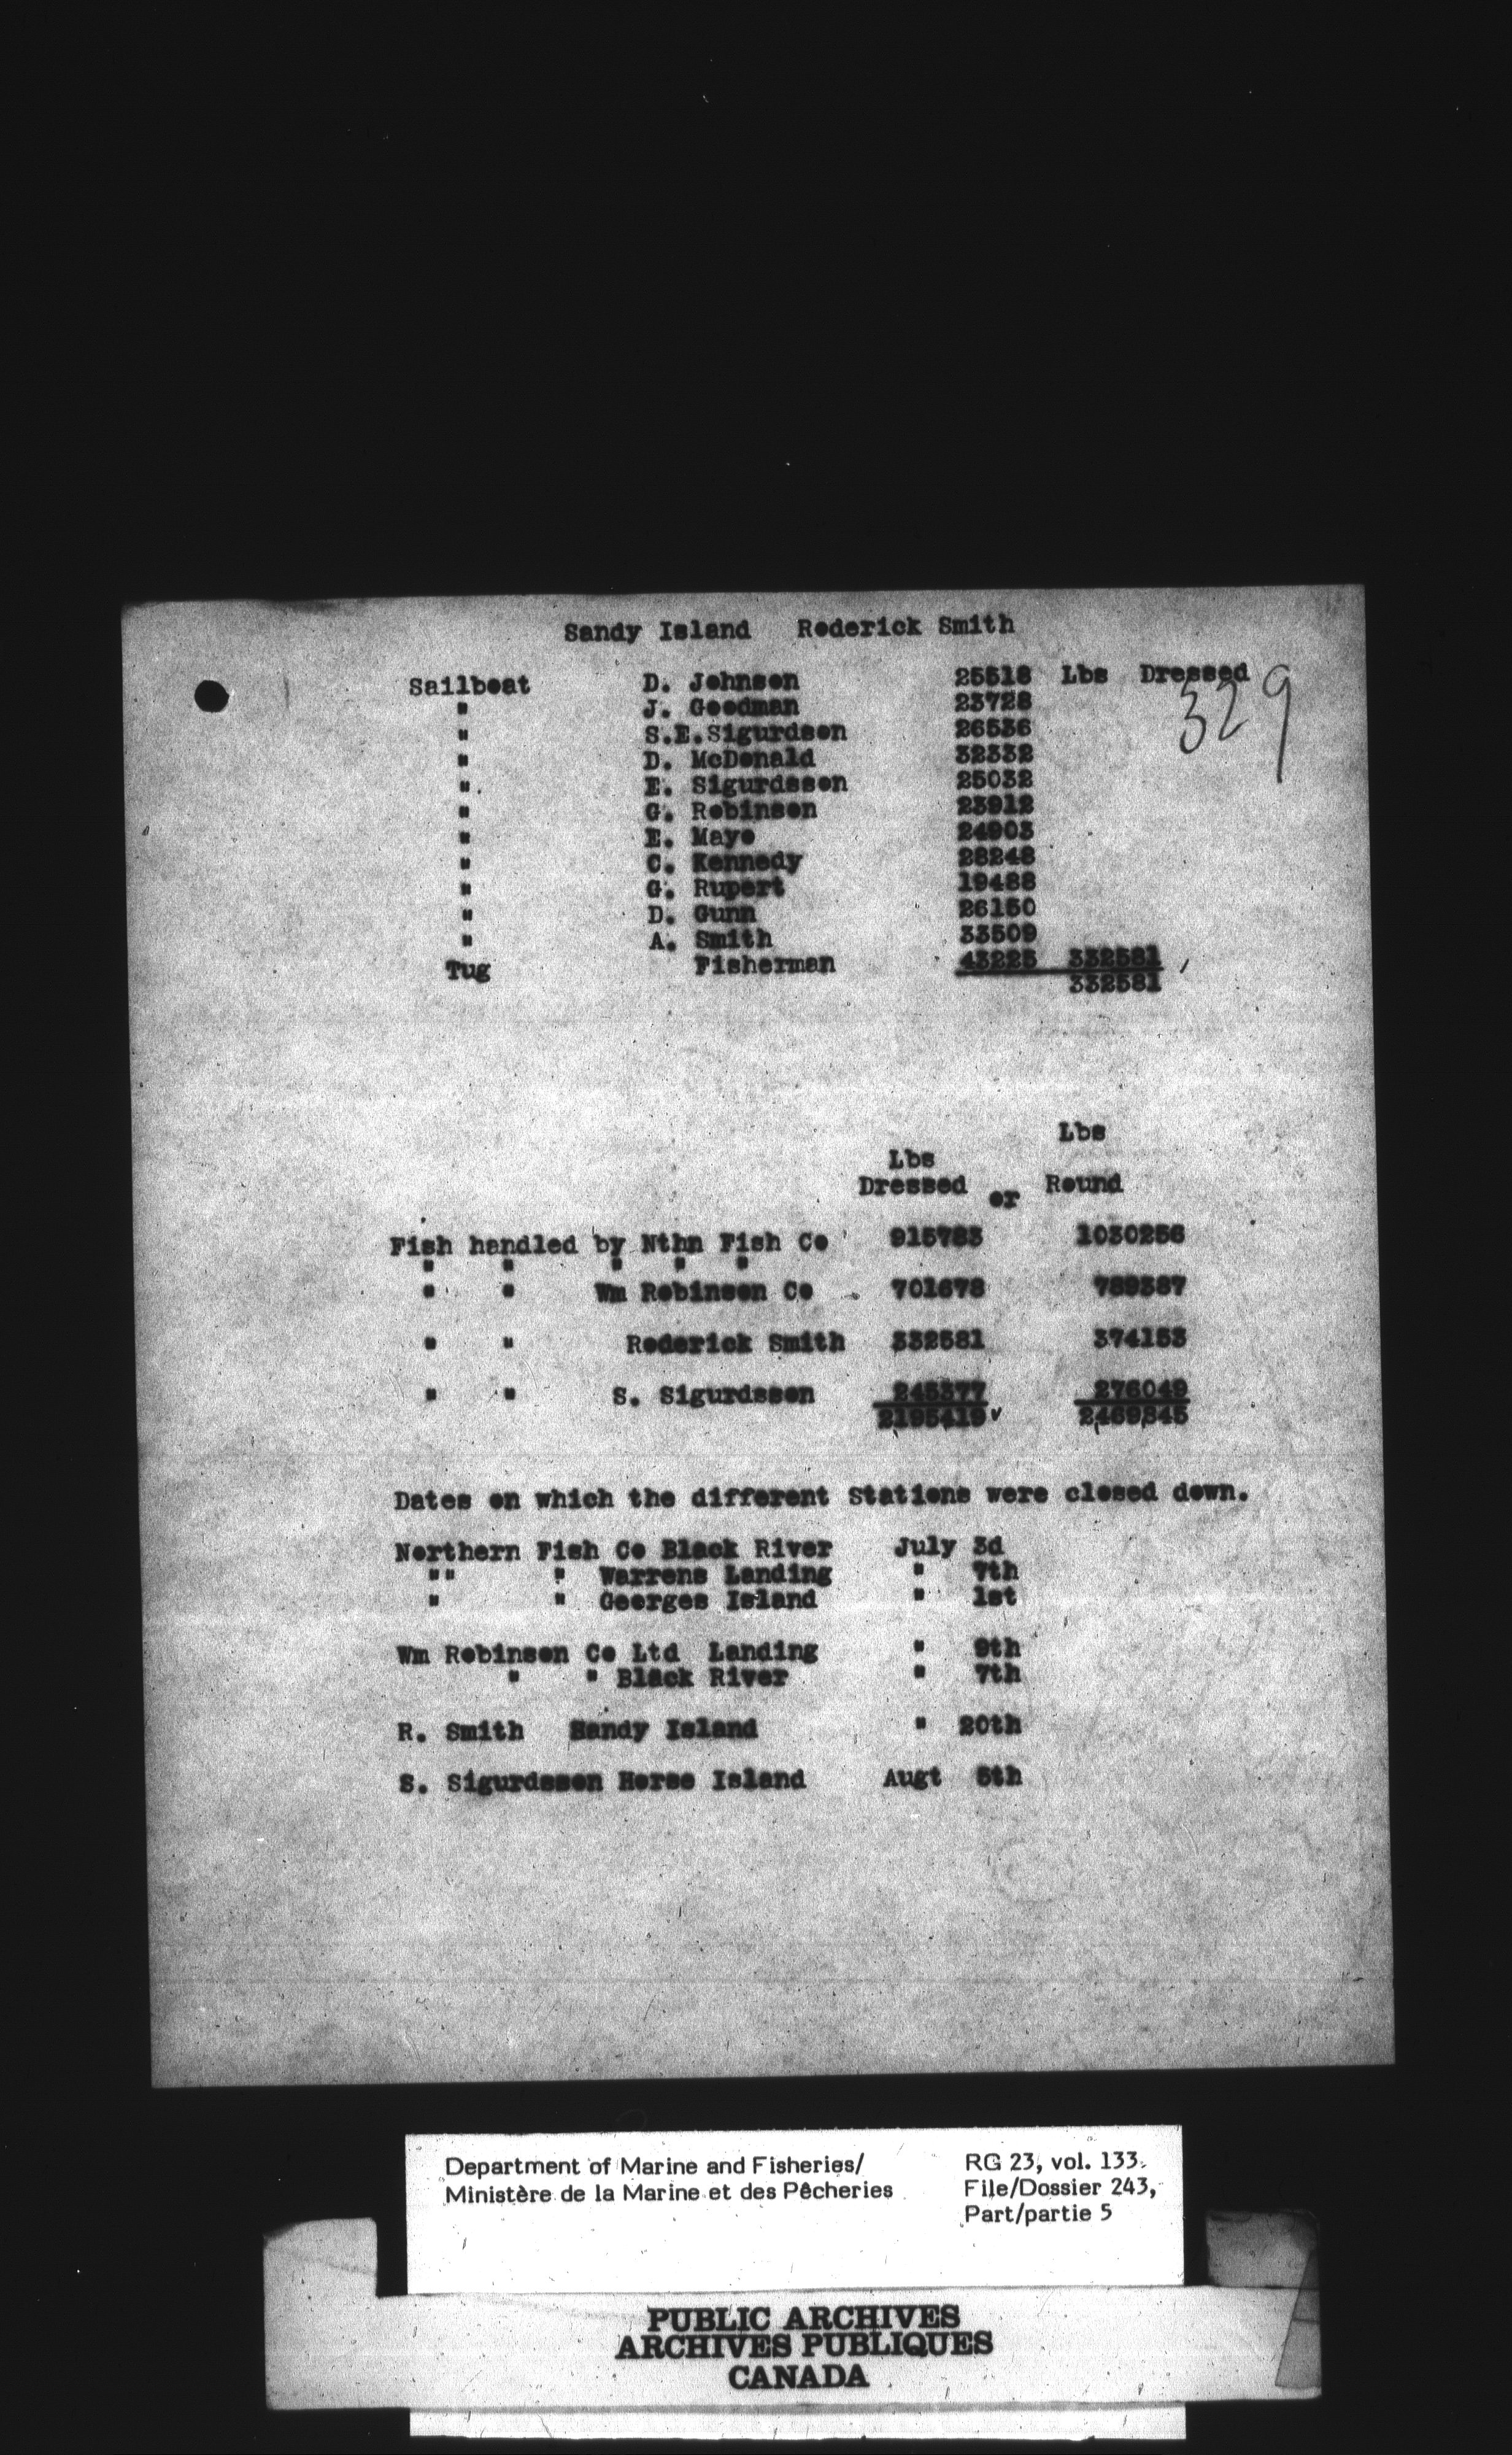 Sandy Island Roderick Smith
Sailboat D. Johnson 25518 Lbs Dressed
" J. Goodman 23728
329
" S.E.Sigurdson 26536
" D. McDonald 32332
" E. Sigurdsson 25032
" G. Robinson 23912
" E. Mayo 24903
" C. Kennedy 28248
" G. Rupert 19488
" D. Gunn 26150
" A. Smith 33509
Tug Fisherman 43225 332581
332581
Lbs
Lbs
Dressed or Round
Fish handled by Nthn Fish Co 915783 1030256
" " " " "
" " Wm Robinson Co 701678 789387
" " Roderick Smith 332581 374153
" " S. Sigurdsson 245377 276049
2195419 ✓ 2469845
Dates on which the different Stations were closed down.
Northern Fish Co Black River July 3d
"" " Warrens Landing " 7th
" " Georges Island " 1st
Wm Robinson Co Ltd Landing " 9th
" " Black River " 7th
R. Smith Sandy Island " 20th
S. Sigurdsson Horse Island Augt 5th
Department of Marine and Fisheries/ RG 23, vol. 133,
Ministère de la Marine et des Pêcheries File/Dossier 243,
Part/partie 5
PUBLIC ARCHIVES
ARCHIVES PUBLIQUES
CANADA